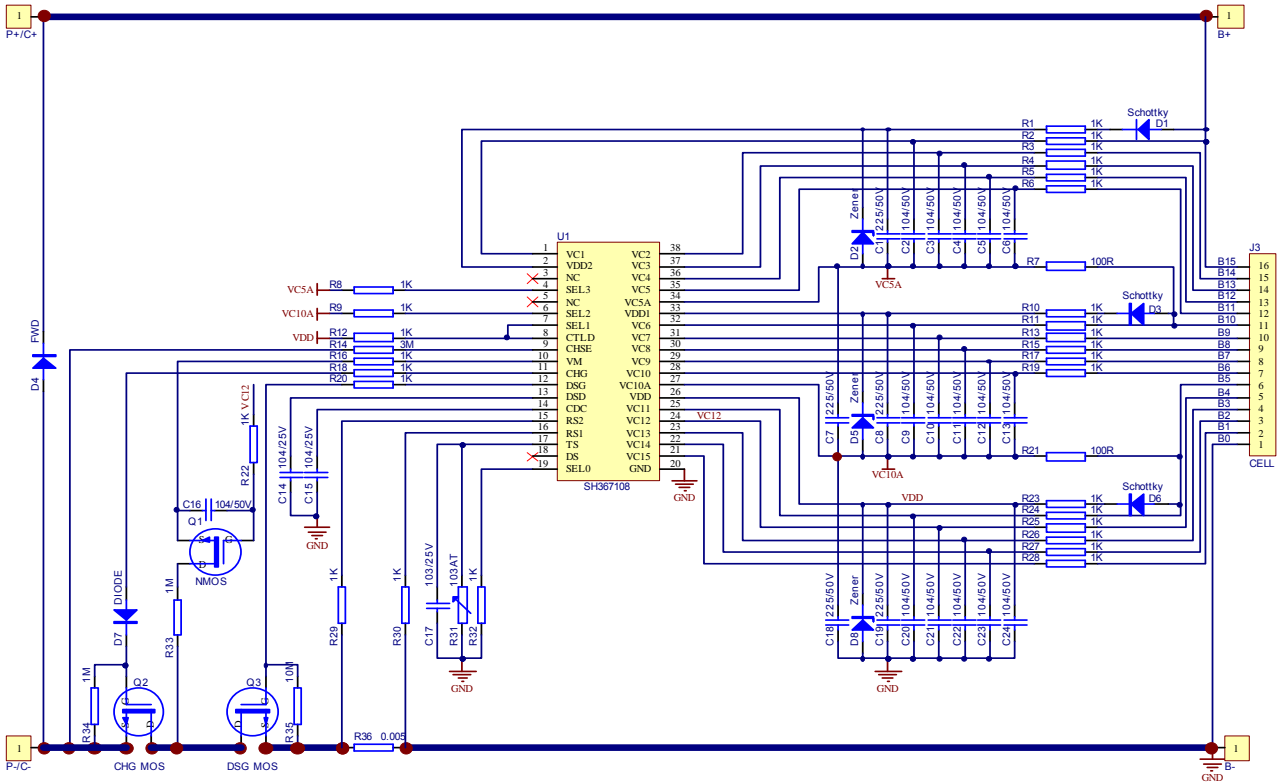 1
P+/C+
1
B+
Schottky
D1
R1 1K
R2 1K
R3 1K
R4 1K
R5 1K
R6 1K
Zener
D2
C1 225/50V
C2 104/50V
C3 104/50V
C4 104/50V
C5 104/50V
C6 104/50V
VC5A
R7 100R
U1
1 VC1
2 VDD2
3 NC
4 SEL3
5 NC
6 SEL2
7 SEL1
8 CTLD
9 CHSE
10 VM
11 CHG
12 DSG
13 DSD
14 CDC
15 RS2
16 RS1
17 TS
18 DS
19 SEL0
VC2 38
VC3 37
VC4 36
VC5 35
VC5A 34
VDD1 33
VC6 32
VC7 31
VC8 30
VC9 29
VC10 28
VC10A 27
VDD 26
VC11 25
VC12 24
VC13 23
VC14 22
VC15 21
GND 20
SH367108
GND
VC12
VC5A R8 1K
VC10A R9 1K
VDD R12 1K
R14 3M
R16 1K
R18 1K
R20 1K
Schottky
D3
R10 1K
R11 1K
R13 1K
R15 1K
R17 1K
R19 1K
C7 225/50V
Zener
D5
C8 225/50V
C9 104/50V
C10 104/50V
C11 104/50V
C12 104/50V
C13 104/50V
VC10A
R21 100R
J3
B15 16
B14 15
B13 14
B12 13
B11 12
B10 11
B9 10
B8 9
B7 8
B6 7
B5 6
B4 5
B3 4
B2 3
B1 2
B0 1
CELL
FWD
D4
VC12
1K
R22
C14 104/25V
C15 104/25V
GND
C16 104/50V
Q1
S G
D
NMOS
VDD
Schottky
D6
R23 1K
R24 1K
R25 1K
R26 1K
R27 1K
R28 1K
C18 225/50V
Zener
D8
C19 225/50V
C20 104/50V
C21 104/50V
C22 104/50V
C23 104/50V
C24 104/50V
GND
DIODE
D7
1M
R33
1K
R29
1K
R30
103/25V
C17
103AT
R31
1K
R32
GND
1M
R34
Q2
G
S D
CHG MOS
Q3
G
D S
DSG MOS
10M
R35
R36 0.005
1
P-/C-
1
B-
GND